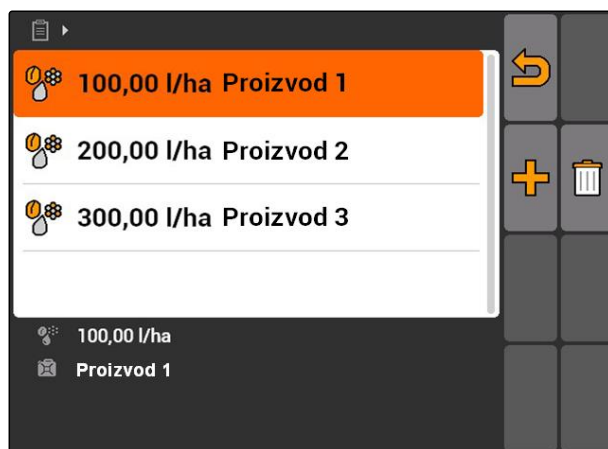 100,00 l/ha Proizvod 1
200,00 l/ha Proizvod 2
300,00 l/ha Proizvod 3
100,00 l/ha
Proizvod 1